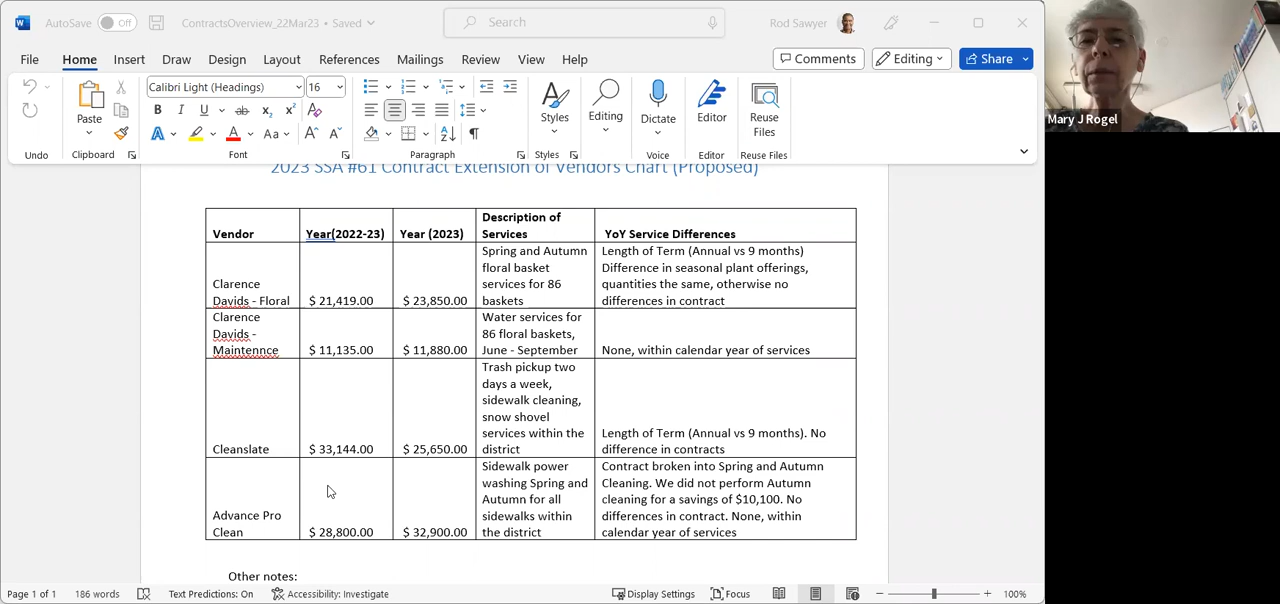 AutoSave Off ContractsOverview_22Mar23 • Saved Search Rod Sawyer
File Home Insert Draw Design Layout References Mailings Review View Help Comments Editing Share
Calibri Light (Headings) 16
Paste Styles Editing Dictate Editor Reuse Files
B I U ab x₂ x² A
A A Aa A A
Undo Clipboard Font Paragraph Styles Voice Editor Reuse Files
Mary J Rogel
2023 SSA #61 Contract Extension of Vendors Chart (Proposed)
Vendor Year(2022-23) Year (2023) Description of Services YoY Service Differences
Clarence Davids - Floral $ 21,419.00 $ 23,850.00 Spring and Autumn floral basket services for 86 baskets Length of Term (Annual vs 9 months) Difference in seasonal plant offerings, quantities the same, otherwise no differences in contract
Clarence Davids - Maintennce $ 11,135.00 $ 11,880.00 Water services for 86 floral baskets, June - September None, within calendar year of services
Cleanslate $ 33,144.00 $ 25,650.00 Trash pickup two days a week, sidewalk cleaning, snow shovel services within the district Length of Term (Annual vs 9 months). No difference in contracts
Advance Pro Clean $ 28,800.00 $ 32,900.00 Sidewalk power washing Spring and Autumn for all sidewalks within the district Contract broken into Spring and Autumn Cleaning. We did not perform Autumn cleaning for a savings of $10,100. No differences in contract. None, within calendar year of services
Other notes:
Page 1 of 1 186 words Text Predictions: On Accessibility: Investigate Display Settings Focus 100%